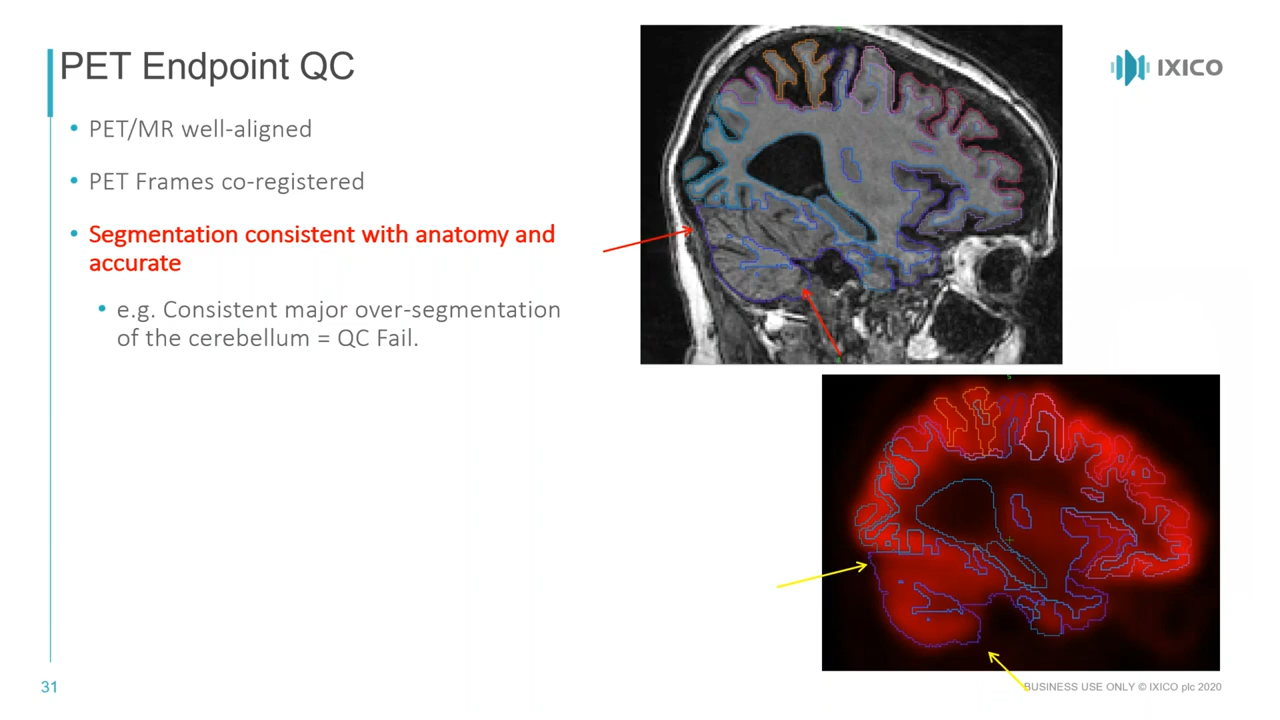 PET Endpoint QC
IXICO
• PET/MR well-aligned
• PET Frames co-registered
• Segmentation consistent with anatomy and
accurate
• e.g. Consistent major over-segmentation
of the cerebellum = QC Fail.
31
BUSINESS USE ONLY © IXICO plc 2020